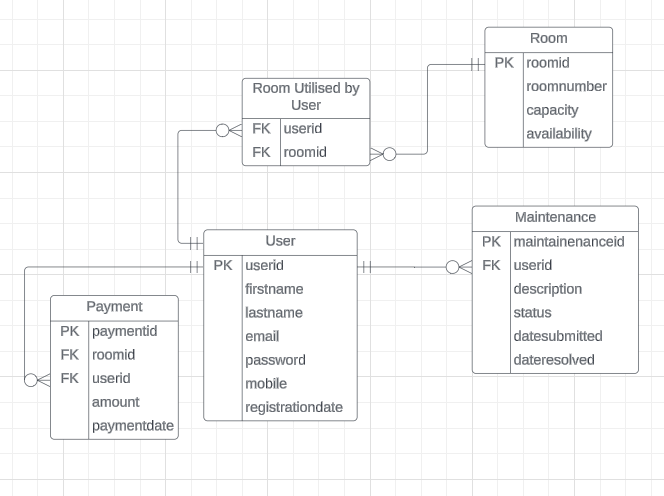 Room
PK roomid
roomnumber
capacity
availability
Room Utilised by
User
FK userid
FK roomid
Maintenance
PK maintainenanceid
FK userid
description
status
datesubmitted
dateresolved
User
PK userid
firstname
lastname
email
password
mobile
registrationdate
Payment
PK paymentid
FK roomid
FK userid
amount
paymentdate